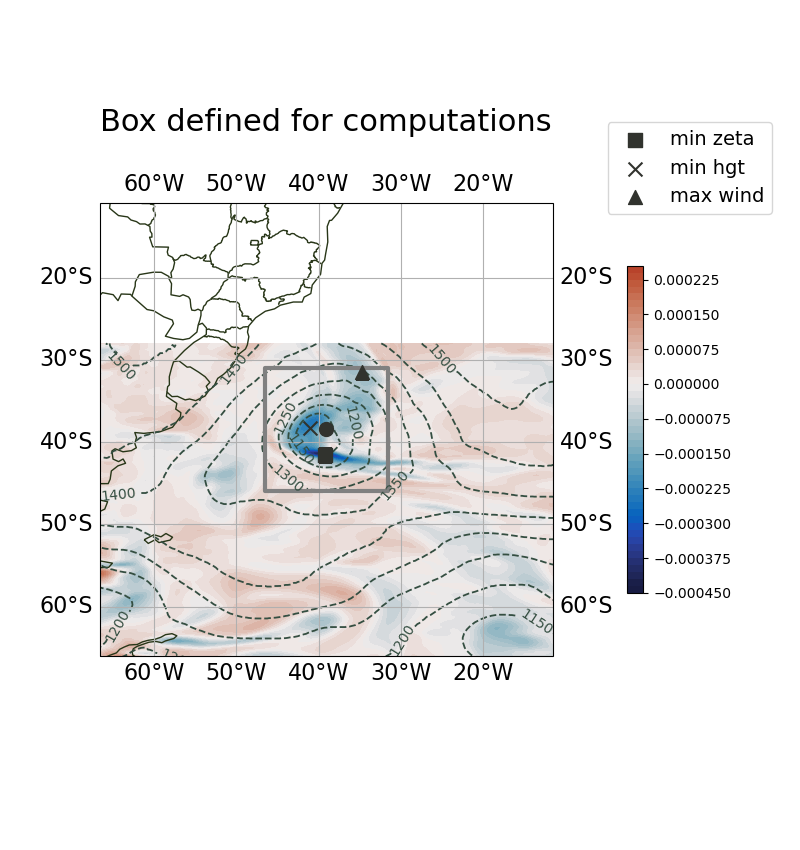 Box defined for computations
min zeta
min hgt
max wind
60°W 50°W 40°W 30°W 20°W
20°S 20°S
30°S 30°S
40°S 40°S
50°S 50°S
60°S 60°S
60°W 50°W 40°W 30°W 20°W
1500
1450
1500
1250
1200
1300
1350
1400
1200
1200
1150
0.000225
0.000150
0.000075
0.000000
−0.000075
−0.000150
−0.000225
−0.000300
−0.000375
−0.000450